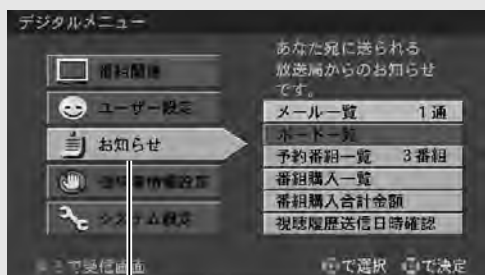 デジタルメニュー
あなた宛に送られる
放送局からのお知らせ
です。
番組関連
ユーザー設定
お知らせ
システム設定
メール一覧 1通
ボード一覧
予約番組一覧 3番組
番組購入一覧
番組購入合計金額
視聴履歴送信日時確認
で受信画面
で選択 で決定